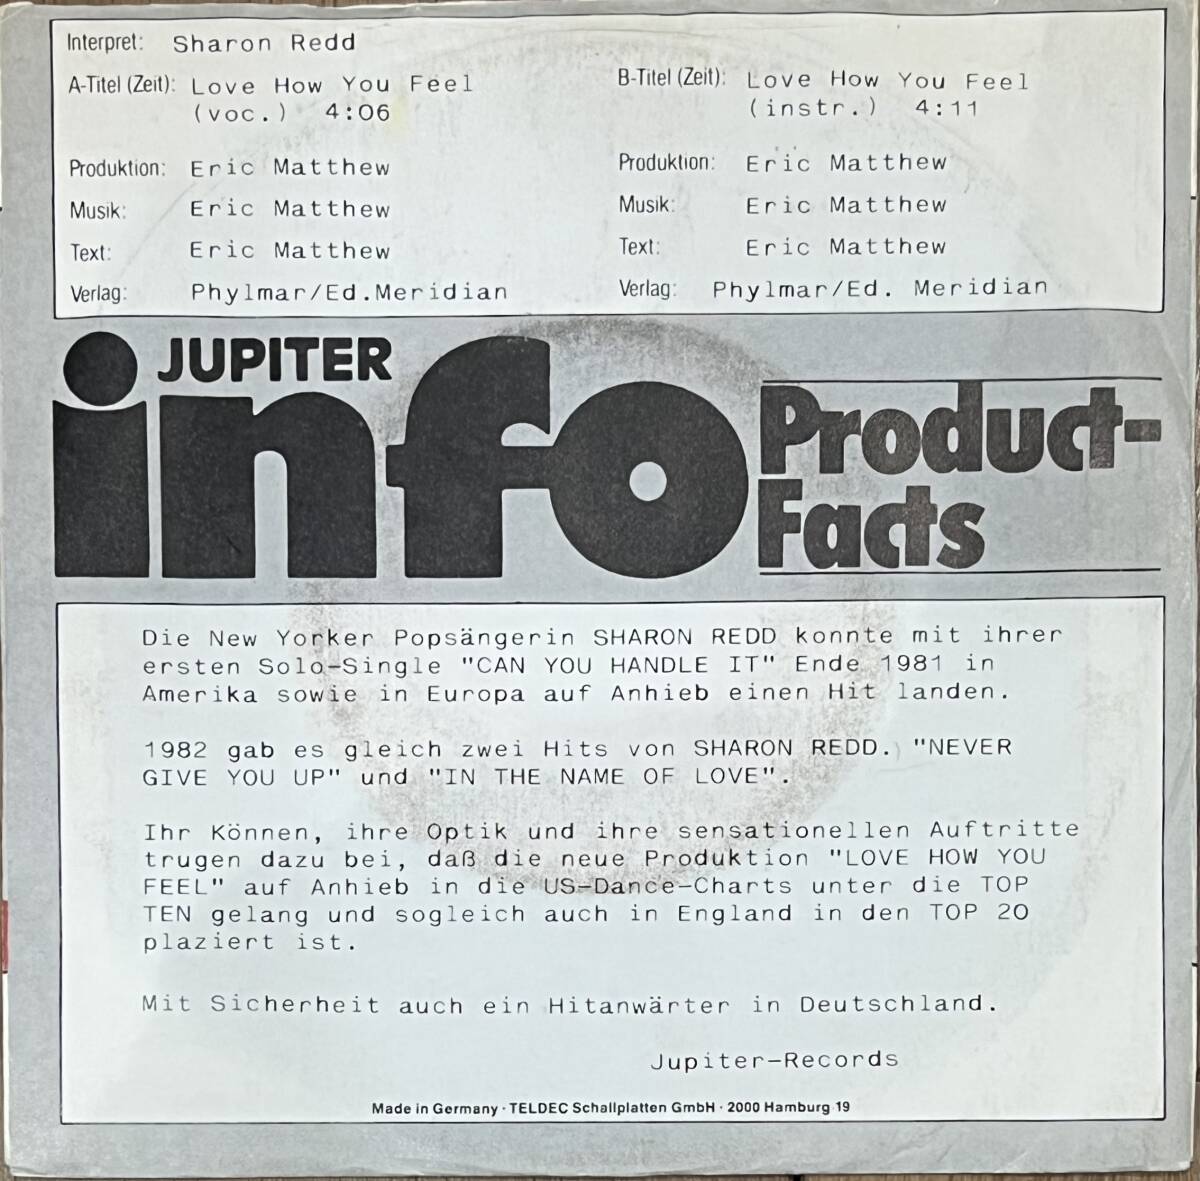 Interpret: Sharon Redd
A-Titel (Zeit): Love How You Feel
(voc.) 4:06
Produktion: Eric Matthew
Musik: Eric Matthew
Text: Eric Matthew
Verlag: Phylmar/Ed.Meridian
B-Titel (Zeit): Love How You Feel
(instr.) 4:11
Produktion: Eric Matthew
Musik: Eric Matthew
Text: Eric Matthew
Verlag: Phylmar/Ed. Meridian
JUPITER
info
Product-
Facts
Die New Yorker Popsängerin SHARON REDD konnte mit ihrer
ersten Solo-Single "CAN YOU HANDLE IT" Ende 1981 in
Amerika sowie in Europa auf Anhieb einen Hit landen.
1982 gab es gleich zwei Hits von SHARON REDD. "NEVER
GIVE YOU UP" und "IN THE NAME OF LOVE".
Ihr Können, ihre Optik und ihre sensationellen Auftritte
trugen dazu bei, daß die neue Produktion "LOVE HOW YOU
FEEL" auf Anhieb in die US-Dance-Charts unter die TOP
TEN gelang und sogleich auch in England in den TOP 20
plaziert ist.
Mit Sicherheit auch ein Hitanwärter in Deutschland.
Jupiter-Records
Made in Germany · TELDEC Schallplatten GmbH · 2000 Hamburg 19